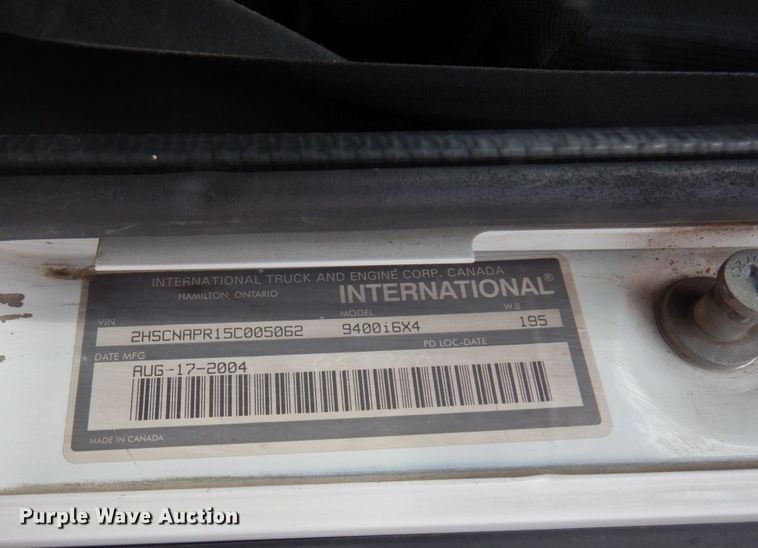 INTERNATIONAL TRUCK AND ENGINE CORP. CANADA
HAMILTON, ONTARIO
INTERNATIONAL®
VIN MODEL W.B.
2HSCNAPR15C005062 9400i6X4 195
DATE MFG PD LOC-DATE
AUG-17-2004
MADE IN CANADA
Purple Wave Auction